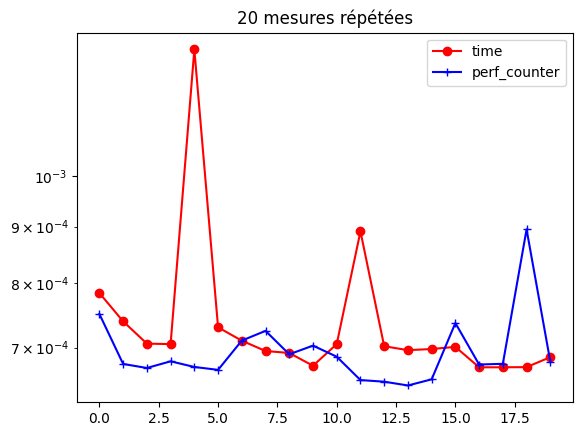 20 mesures répétées
time
perf_counter
10⁻³
9 × 10⁻⁴
8 × 10⁻⁴
7 × 10⁻⁴
0.0 2.5 5.0 7.5 10.0 12.5 15.0 17.5